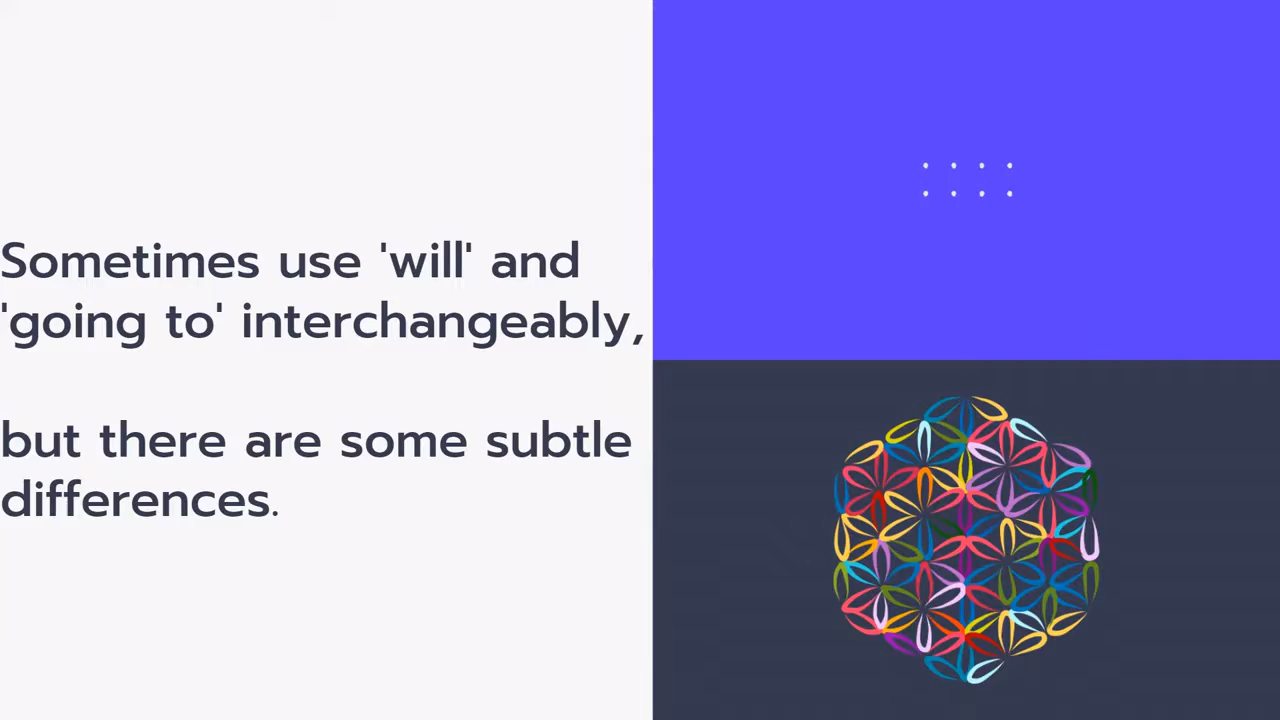 Sometimes use 'will' and
'going to' interchangeably,
but there are some subtle
differences.